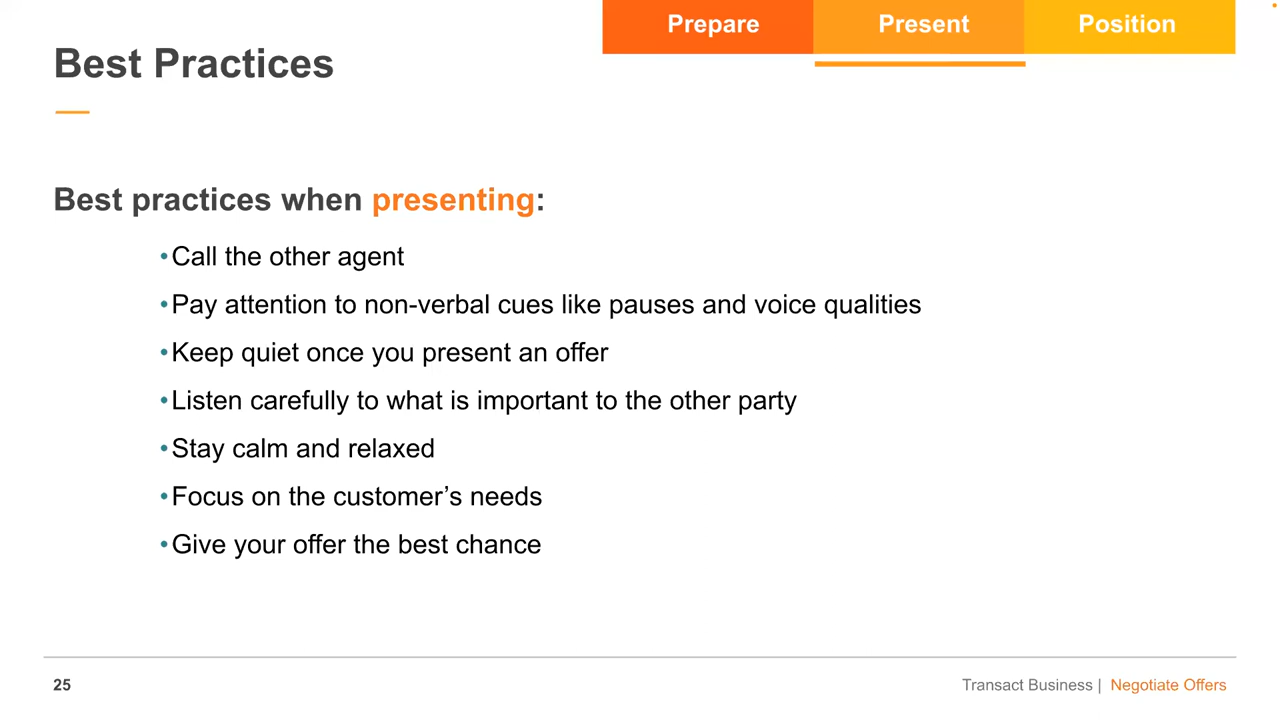 Prepare Present Position
Best Practices
Best practices when presenting:
•Call the other agent
•Pay attention to non-verbal cues like pauses and voice qualities
•Keep quiet once you present an offer
•Listen carefully to what is important to the other party
•Stay calm and relaxed
•Focus on the customer’s needs
•Give your offer the best chance
25 Transact Business | Negotiate Offers